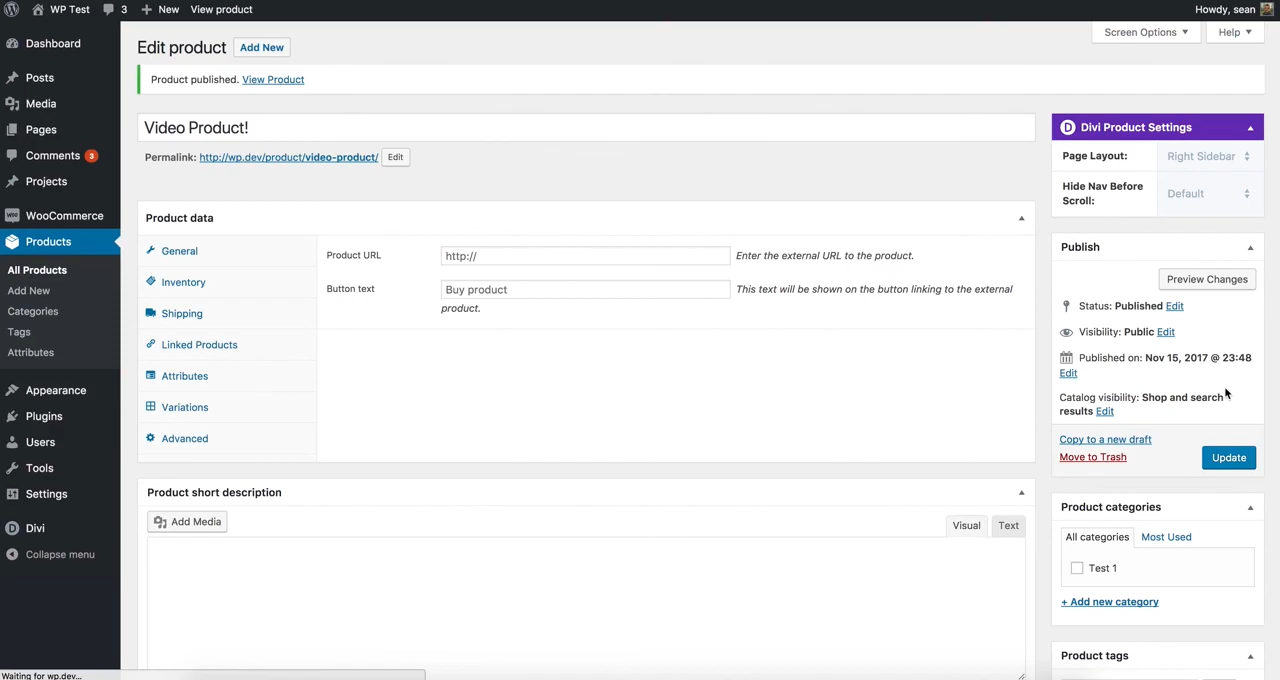 WP Test 3 New View product Howdy, sean
Screen Options Help
Dashboard
Posts
Media
Pages
Comments 3
Projects
WooCommerce
Products
All Products
Add New
Categories
Tags
Attributes
Appearance
Plugins
Users
Tools
Settings
Divi
Collapse menu
Edit product Add New
Product published. View Product
Video Product!
Permalink: http://wp.dev/product/video-product/ Edit
Product data
General
Inventory
Shipping
Linked Products
Attributes
Variations
Advanced
Product URL http:// Enter the external URL to the product.
Button text Buy product This text will be shown on the button linking to the external
product.
Product short description
Add Media
Visual Text
D Divi Product Settings
Page Layout: Right Sidebar
Hide Nav Before
Scroll:
Default
Publish
Preview Changes
Status: Published Edit
Visibility: Public Edit
Published on: Nov 15, 2017 @ 23:48
Edit
Catalog visibility: Shop and search
results Edit
Copy to a new draft
Move to Trash
Update
Product categories
All categories Most Used
Test 1
+ Add new category
Product tags
Waiting for wp.dev...